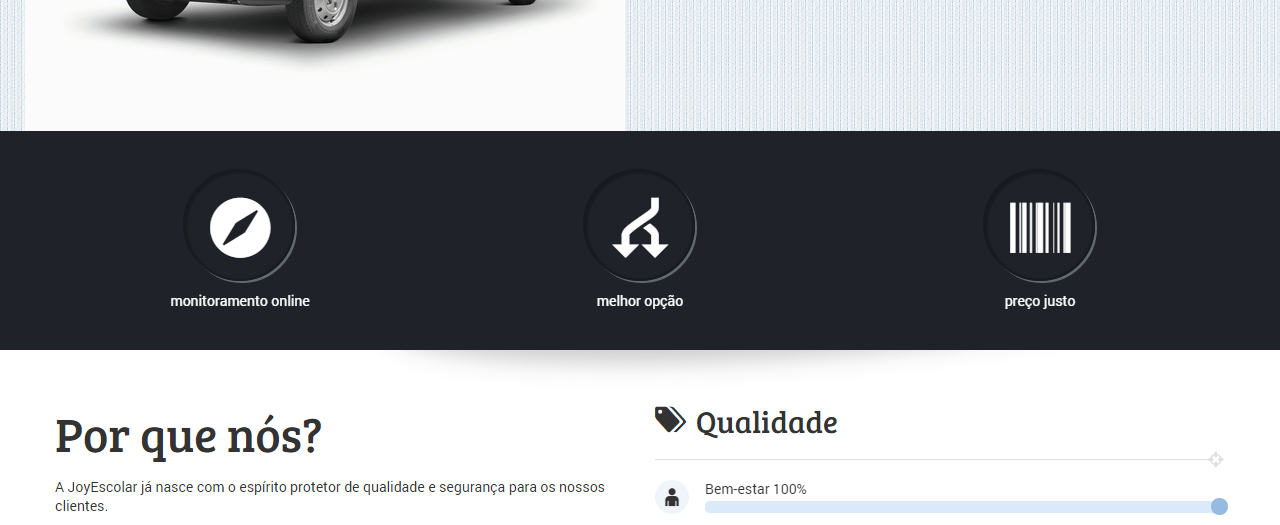 monitoramento online
melhor opção
preço justo
Por que nós?
A JoyEscolar já nasce com o espírito protetor de qualidade e segurança para os nossos
clientes.
Qualidade
Bem-estar 100%